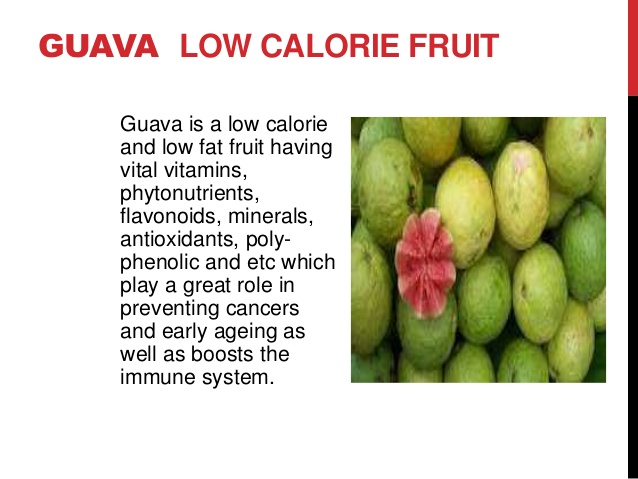 GUAVA LOW CALORIE FRUIT
Guava is a low calorie
and low fat fruit having
vital vitamins,
phytonutrients,
flavonoids, minerals,
antioxidants, poly-
phenolic and etc which
play a great role in
preventing cancers
and early ageing as
well as boosts the
immune system.